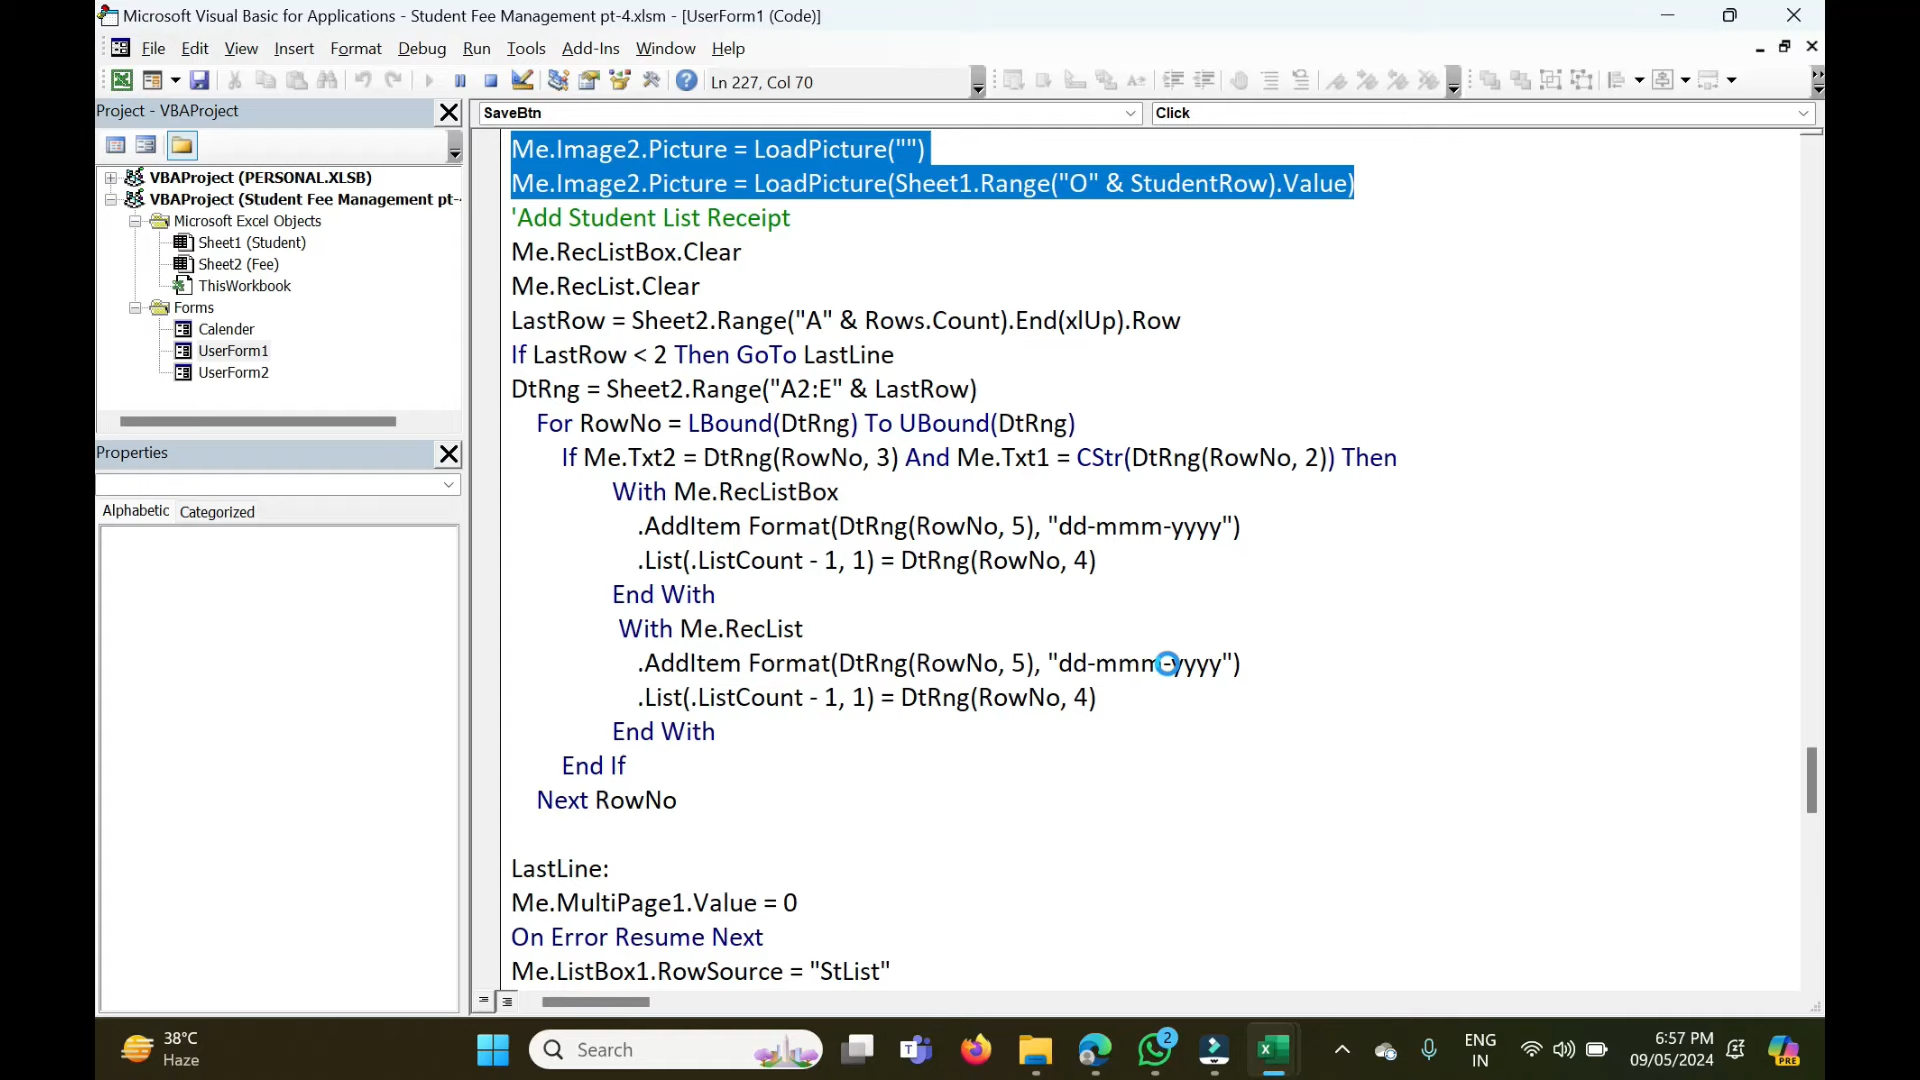 Microsoft Visual Basic for Applications - Student Fee Management pt-4.xlsm - [UserForm1 (Code)]
File Edit View Insert Format Debug Run Tools Add-Ins Window Help
Ln 227, Col 70
Project - VBAProject
VBAProject (PERSONAL.XLSB)
VBAProject (Student Fee Management pt-
Microsoft Excel Objects
Sheet1 (Student)
Sheet2 (Fee)
ThisWorkbook
Forms
Calender
UserForm1
UserForm2
Properties
Alphabetic Categorized
SaveBtn
Click
Me.Image2.Picture = LoadPicture("")
Me.Image2.Picture = LoadPicture(Sheet1.Range("O" & StudentRow).Value)
'Add Student List Receipt
Me.RecListBox.Clear
Me.RecList.Clear
LastRow = Sheet2.Range("A" & Rows.Count).End(xlUp).Row
If LastRow < 2 Then GoTo LastLine
DtRng = Sheet2.Range("A2:E" & LastRow)
For RowNo = LBound(DtRng) To UBound(DtRng)
If Me.Txt2 = DtRng(RowNo, 3) And Me.Txt1 = CStr(DtRng(RowNo, 2)) Then
With Me.RecListBox
.AddItem Format(DtRng(RowNo, 5), "dd-mmm-yyyy")
.List(.ListCount - 1, 1) = DtRng(RowNo, 4)
End With
With Me.RecList
.AddItem Format(DtRng(RowNo, 5), "dd-mmm-yyyy")
.List(.ListCount - 1, 1) = DtRng(RowNo, 4)
End With
End If
Next RowNo
LastLine:
Me.MultiPage1.Value = 0
On Error Resume Next
Me.ListBox1.RowSource = "StList"
38°C
Haze
Search
2
ENG
IN
6:57 PM
09/05/2024
PRE